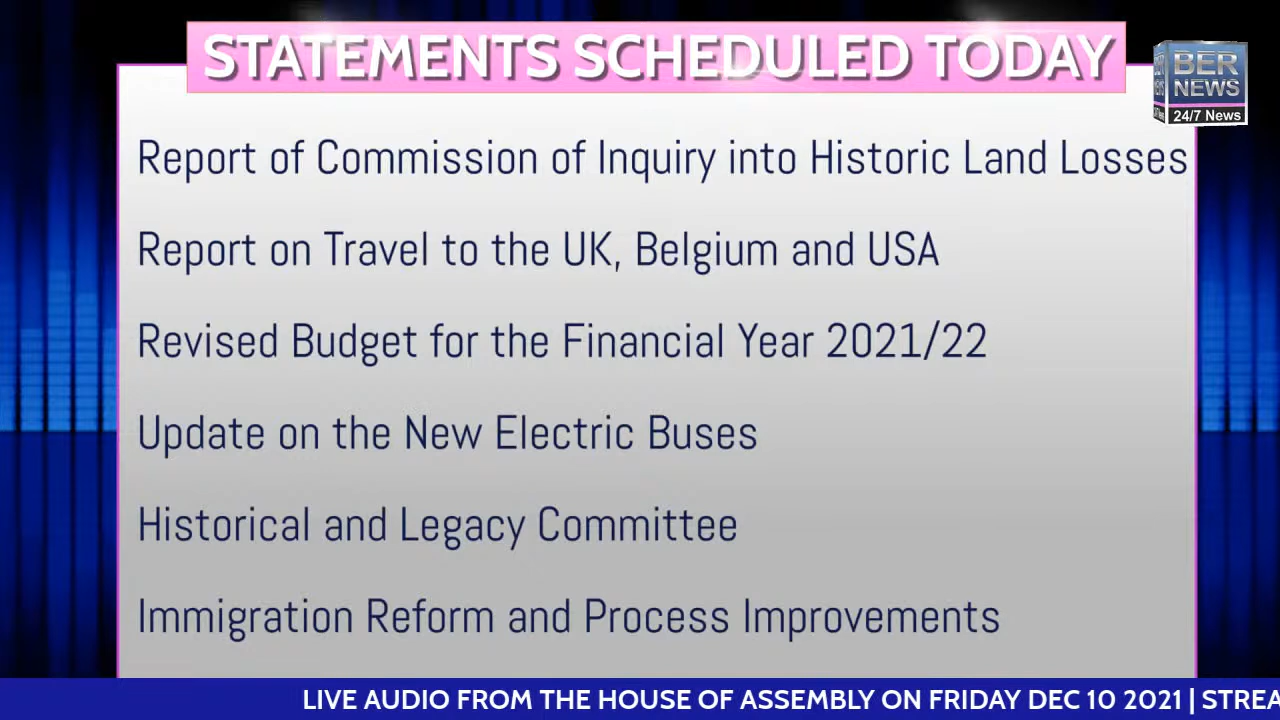 STATEMENTS SCHEDULED TODAY
BER
NEWS
24/7 News
Report of Commission of Inquiry into Historic Land Losses
Report on Travel to the UK, Belgium and USA
Revised Budget for the Financial Year 2021/22
Update on the New Electric Buses
Historical and Legacy Committee
Immigration Reform and Process Improvements
LIVE AUDIO FROM THE HOUSE OF ASSEMBLY ON FRIDAY DEC 10 2021 |